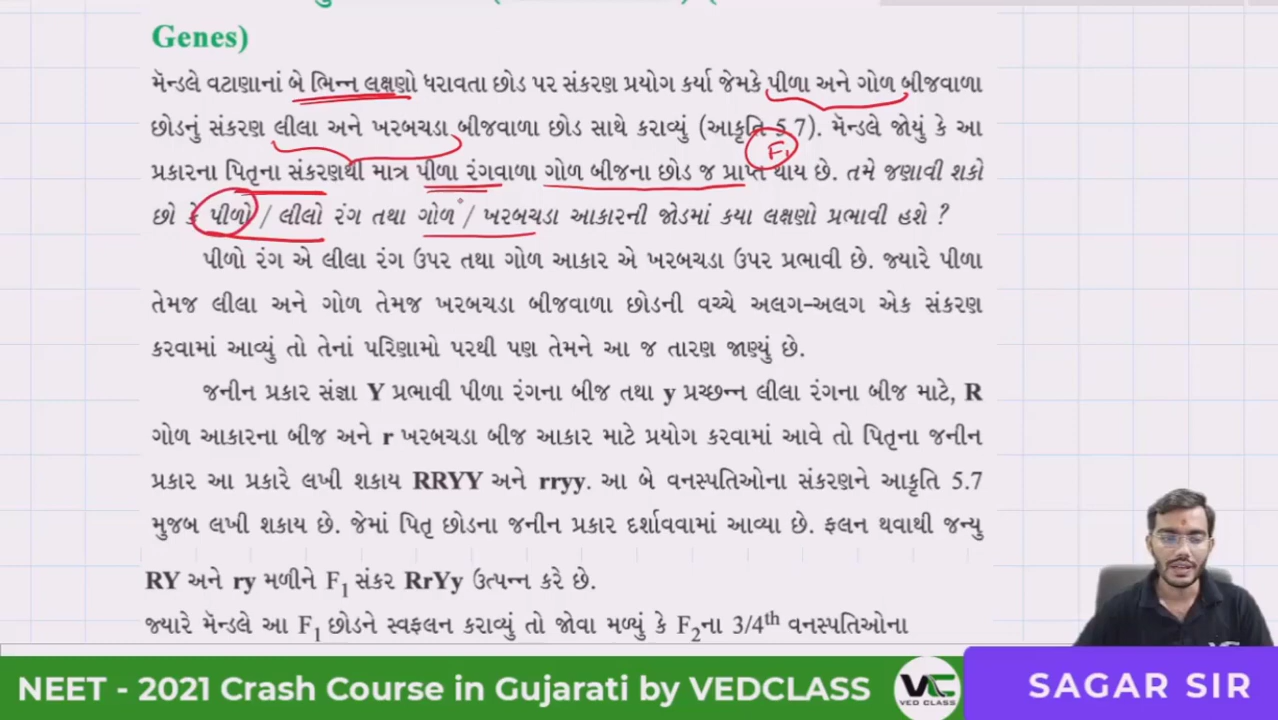 Genes)
મૅન્ડલે વટાણાનાં બે ભિન્ન લક્ષણો ધરાવતા છોડ પર સંકરણ પ્રયોગ કર્યા જેમકે પીળા અને ગોળ બીજવાળા
છોડનું સંકરણ લીલા અને ખરબચડા બીજવાળા છોડ સાથે કરાવ્યું (આકૃતિ 5.7). મૅન્ડલે જોયું કે આ
F₁
પ્રકારના પિતૃના સંકરણથી માત્ર પીળા રંગવાળા ગોળ બીજના છોડ જ પ્રાપ્ત થાય છે. તમે જણાવી શકો
છો કે પીળો / લીલો રંગ તથા ગોળ / ખરબચડા આકારની જોડમાં કયા લક્ષણો પ્રભાવી હશે ?
પીળો રંગ એ લીલા રંગ ઉપર તથા ગોળ આકાર એ ખરબચડા ઉપર પ્રભાવી છે. જ્યારે પીળા
તેમજ લીલા અને ગોળ તેમજ ખરબચડા બીજવાળા છોડની વચ્ચે અલગ-અલગ એક સંકરણ
કરવામાં આવ્યું તો તેનાં પરિણામો પરથી પણ તેમને આ જ તારણ જાણ્યું છે.
જનીન પ્રકાર સંજ્ઞા Y પ્રભાવી પીળા રંગના બીજ તથા y પ્રચ્છન્ન લીલા રંગના બીજ માટે, R
ગોળ આકારના બીજ અને r ખરબચડા બીજ આકાર માટે પ્રયોગ કરવામાં આવે તો પિતૃના જનીન
પ્રકાર આ પ્રકારે લખી શકાય RRYY અને rryy. આ બે વનસ્પતિઓના સંકરણને આકૃતિ 5.7
મુજબ લખી શકાય છે. જેમાં પિતૃ છોડના જનીન પ્રકાર દર્શાવવામાં આવ્યા છે. ફલન થવાથી જન્યુ
RY અને ry મળીને F₁ સંકર RrYy ઉત્પન્ન કરે છે.
જ્યારે મૅન્ડલે આ F₁ છોડને સ્વફલન કરાવ્યું તો જોવા મળ્યું કે F₂ના 3/4th વનસ્પતિઓના
NEET - 2021 Crash Course in Gujarati by VEDCLASS
VED CLASS
SAGAR SIR